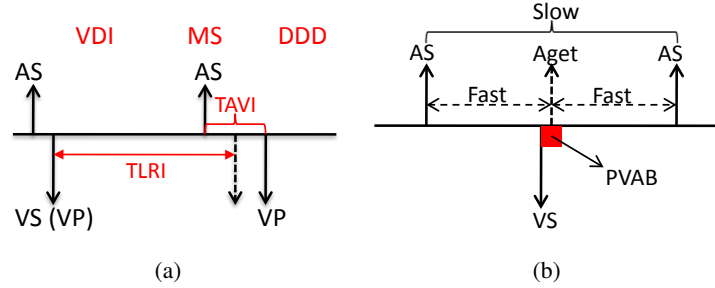 VDI MS DDD
AS AS
TAVI
TLRI
VS (VP) VP
(a)
Slow
AS Aget AS
Fast Fast
PVAB
VS
(b)